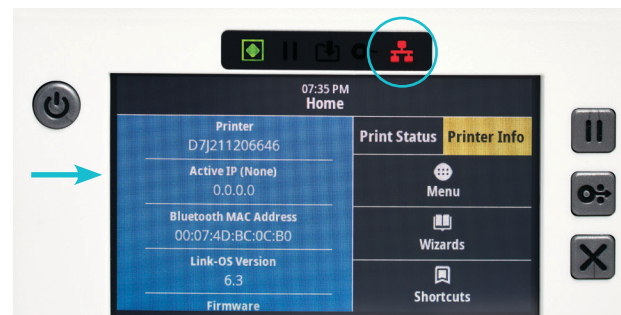 07:35 PM
Home
Printer
D7J211206646
Active IP (None)
0.0.0.0
Bluetooth MAC Address
00:07:4D:BC:0C:B0
Link-OS Version
6.3
Firmware
Print Status
Printer Info
Menu
Wizards
Shortcuts